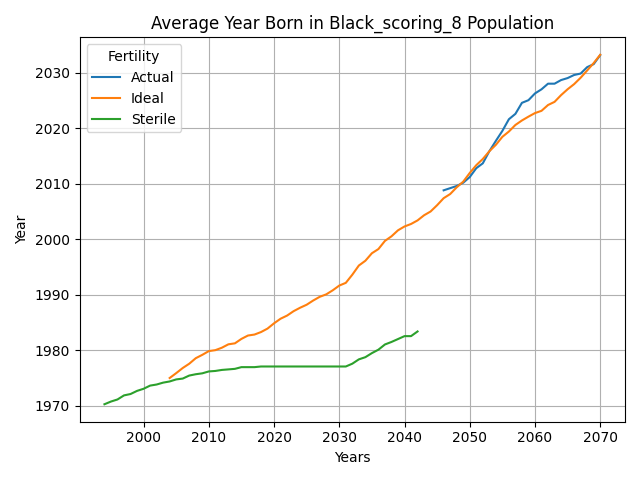 Average Year Born in Black_scoring_8 Population
Fertility
Actual
Ideal
Sterile
Year
2030
2020
2010
2000
1990
1980
1970
2000 2010 2020 2030 2040 2050 2060 2070
Years